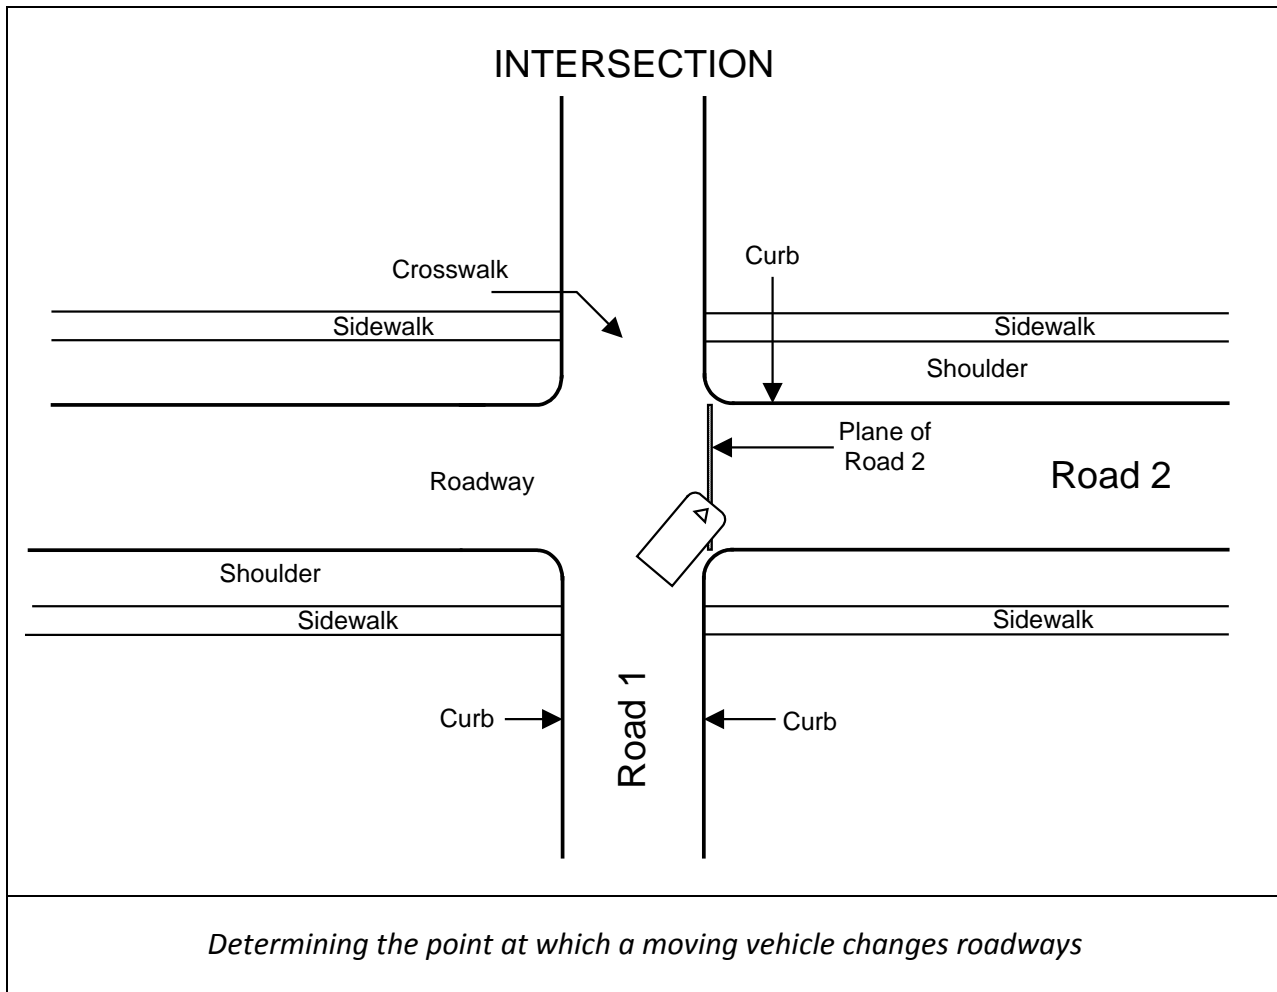 INTERSECTION
Curb
Crosswalk
Sidewalk
Sidewalk
Shoulder
Plane of
Road 2
Road 2
Roadway
Shoulder
Sidewalk
Sidewalk
Road 1
Curb
Curb
Determining the point at which a moving vehicle changes roadways